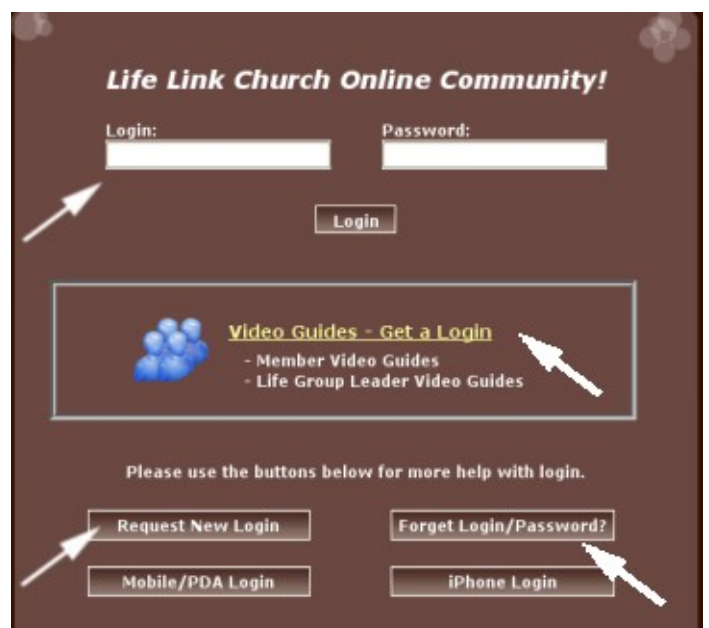 Life Link Church Online Community!
Login: Password:
Login
Video Guides - Get a Login
- Member Video Guides
- Life Group Leader Video Guides
Please use the buttons below for more help with login.
Request New Login Forget Login/Password?
Mobile/PDA Login iPhone Login